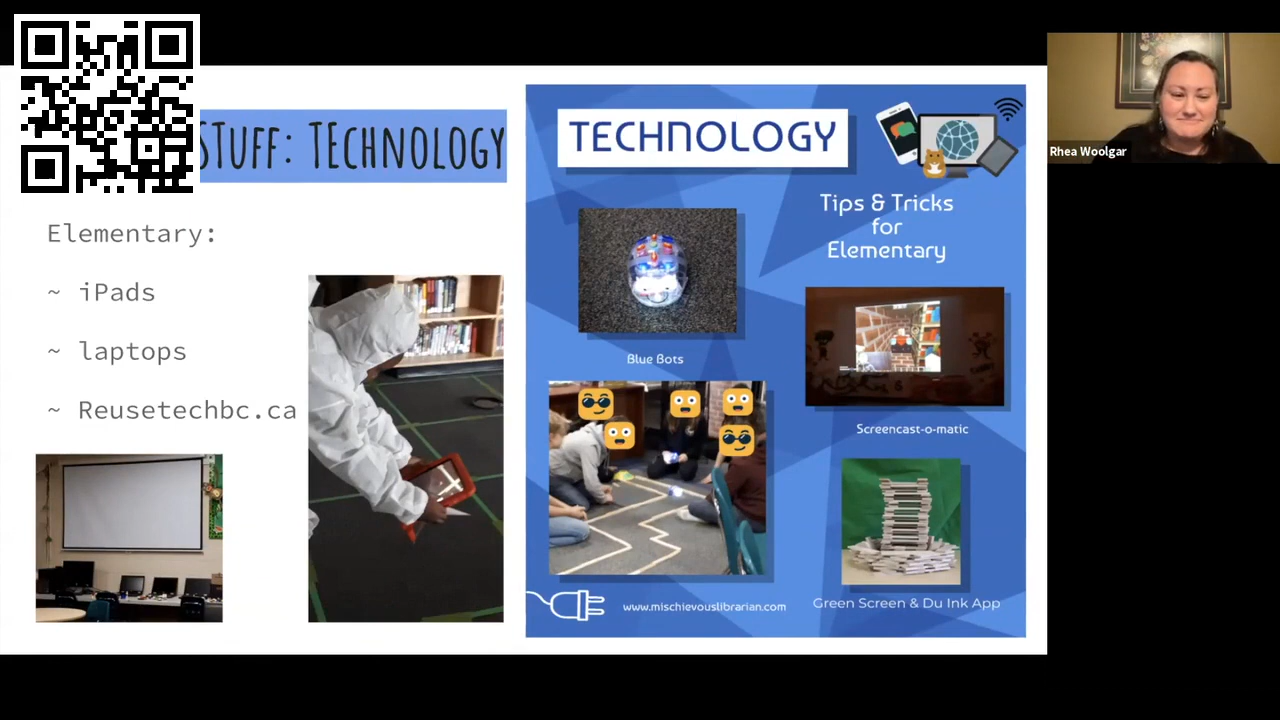 STUFF: TECHNOLOGY
Elementary:
~ iPads
~ laptops
~ Reusetechbc.ca
TECHNOLOGY
Tips & Tricks
for
Elementary
Blue Bots
Screencast-o-matic
www.mischievouslibrarian.com
Green Screen & Du Ink App
Rhea Woolgar